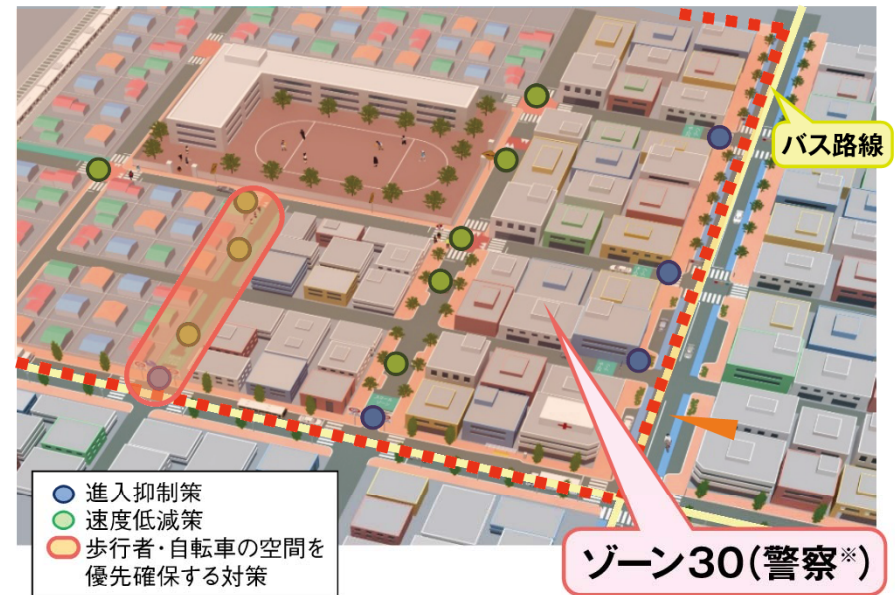 バス路線
進入抑制策
速度低減策
歩行者・自転車の空間を
優先確保する対策
ゾーン30(警察※)